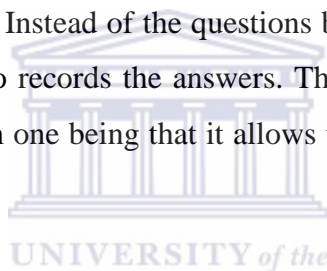 Instead of the questions b
o records the answers. Th
n one being that it allows
UNIVERSITY of the